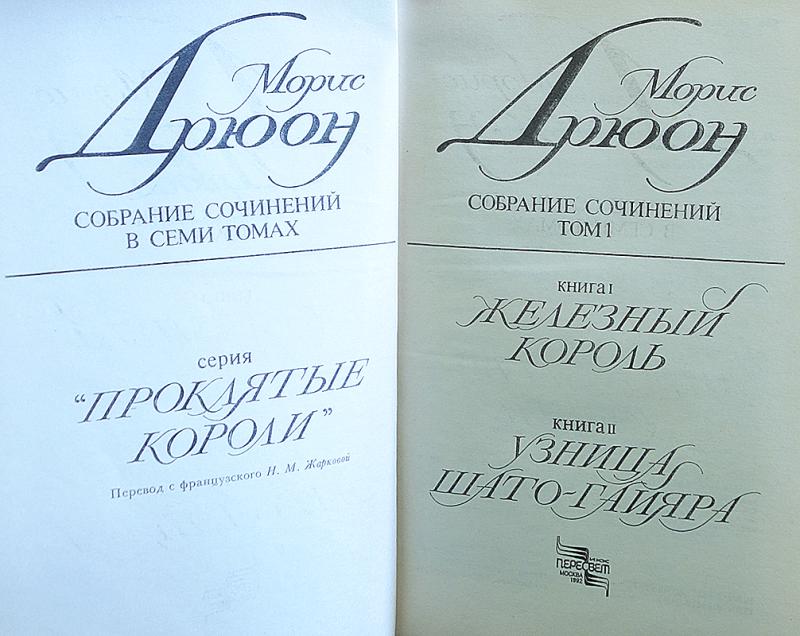 Морис
Дрюон
СОБРАНИЕ СОЧИНЕНИЙ
В СЕМИ ТОМАХ
серия
“ПРОКЛЯТЫЕ
КОРОЛИ”
Перевод с французского Н. М. Жарковой
Морис
Дрюон
СОБРАНИЕ СОЧИНЕНИЙ
ТОМ 1
КНИГА I
ЖЕЛЕЗНЫЙ
КОРОЛЬ
КНИГА II
УЗНИЦА
ШАТО-ГАЙЯРА
ПЕРЕСВЕТ
МОСКВА
1992